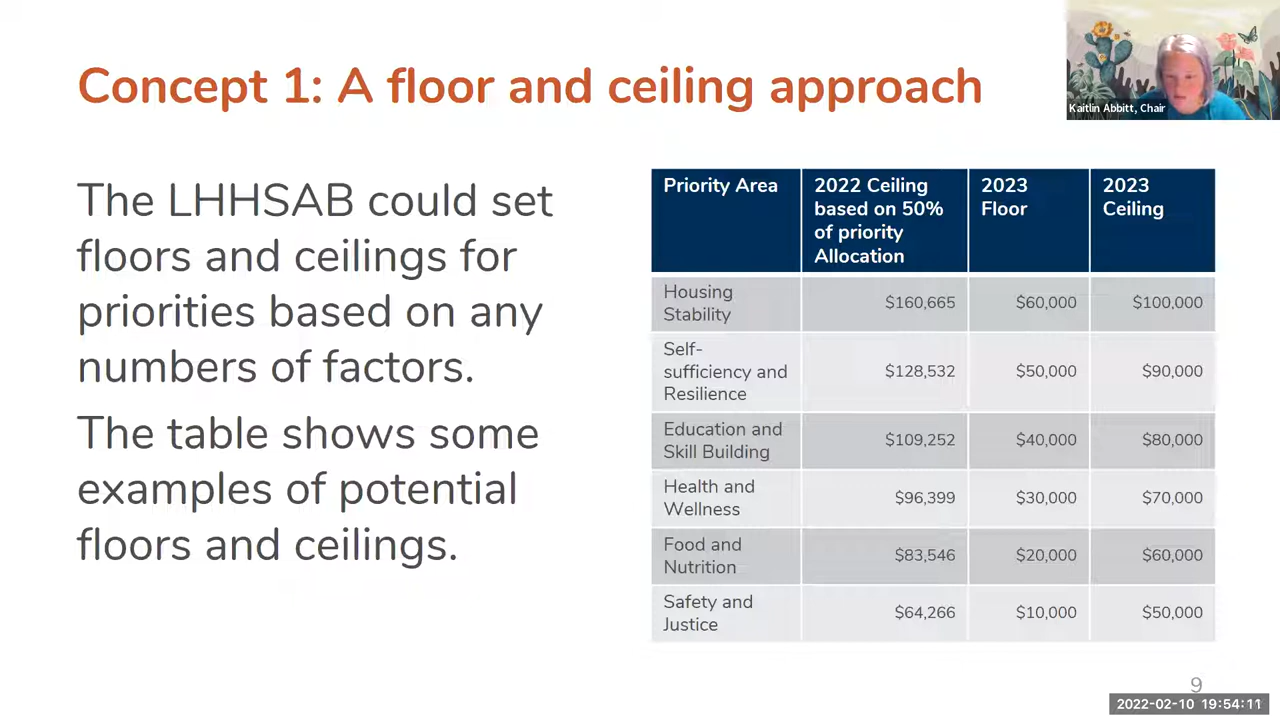 Concept 1: A floor and ceiling approach
Kaitlin Abbitt, Chair
The LHHSAB could set
floors and ceilings for
priorities based on any
numbers of factors.
The table shows some
examples of potential
floors and ceilings.
Priority Area
2022 Ceiling
based on 50%
of priority
Allocation
2023
Floor
2023
Ceiling
Housing
Stability
$160,665
$60,000
$100,000
Self-
sufficiency and
Resilience
$128,532
$50,000
$90,000
Education and
Skill Building
$109,252
$40,000
$80,000
Health and
Wellness
$96,399
$30,000
$70,000
Food and
Nutrition
$83,546
$20,000
$60,000
Safety and
Justice
$64,266
$10,000
$50,000
9
2022-02-10 19:54:11